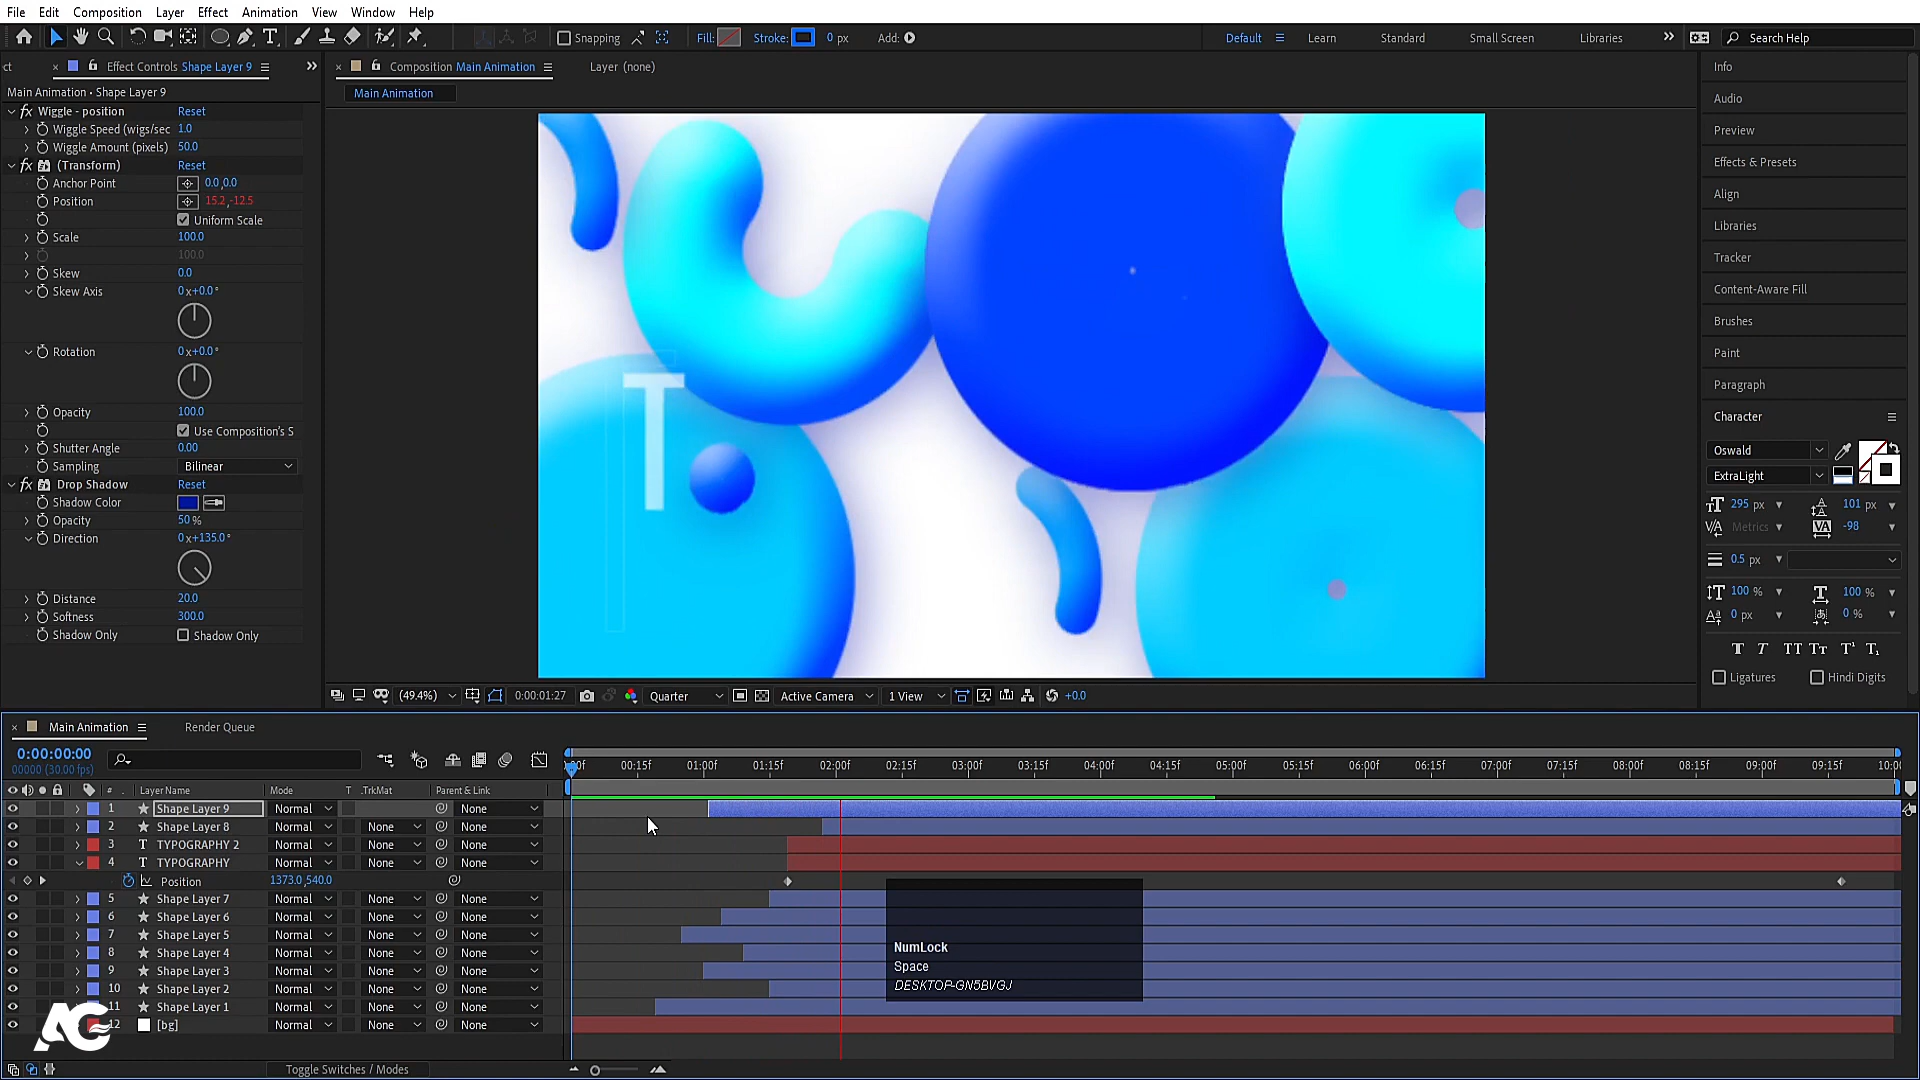 File Edit Composition Layer Effect Animation View Window Help
Snapping Fill: Stroke: 0 px Add: Default Learn Standard Small Screen Libraries Search Help
ct Effect Controls Shape Layer 9 Composition Main Animation Layer (none)
Main Animation • Shape Layer 9
Main Animation
fx Wiggle - position Reset
Wiggle Speed (wigs/sec 1.0
Wiggle Amount (pixels) 50.0
fx (Transform) Reset
Anchor Point 0.0,0.0
Position 15.2,-12.5
Uniform Scale
Scale 100.0
100.0
Skew 0.0
Skew Axis 0x+0.0°
Rotation 0x+0.0°
Opacity 100.0
Use Composition's S
Shutter Angle 0.00
Sampling Bilinear
fx Drop Shadow Reset
Shadow Color
Opacity 50 %
Direction 0x+135.0°
Distance 20.0
Softness 300.0
Shadow Only Shadow Only
T
(49.4%) 0:00:01:27 Quarter Active Camera 1 View +0.0
Info
Audio
Preview
Effects & Presets
Align
Libraries
Tracker
Content-Aware Fill
Brushes
Paint
Paragraph
Character
Oswald
ExtraLight
295 px 101 px
Metrics -98
0.5 px
100 % 100 %
0 px 0 %
T T TT Tt T¹ T₁
Ligatures Hindi Digits
Main Animation Render Queue
0:00:00:00
00000 (30.00 fps)
00f 00:15f 01:00f 01:15f 02:00f 02:15f 03:00f 03:15f 04:00f 04:15f 05:00f 05:15f 06:00f 06:15f 07:00f 07:15f 08:00f 08:15f 09:00f 09:15f 10:00
# . Layer Name Mode T .TrkMat Parent & Link
1 Shape Layer 9 Normal None
2 Shape Layer 8 Normal None None
3 T TYPOGRAPHY 2 Normal None None
4 T TYPOGRAPHY Normal None None
Position 1373.0,540.0
5 Shape Layer 7 Normal None None
6 Shape Layer 6 Normal None None
7 Shape Layer 5 Normal None None
8 Shape Layer 4 Normal None None
9 Shape Layer 3 Normal None None
10 Shape Layer 2 Normal None None
11 Shape Layer 1 Normal None None
12 [bg] Normal None None
NumLock
Space
DESKTOP-GN5BVGJ
AG
Toggle Switches / Modes